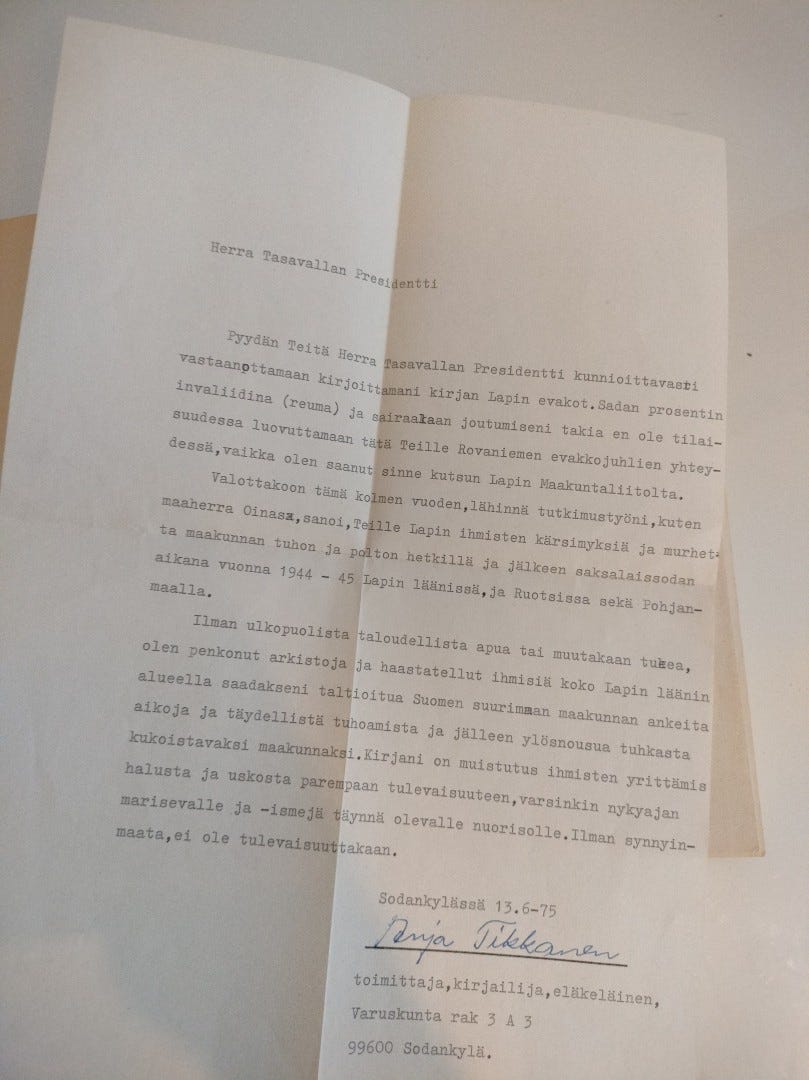 Herra Tasavallan Presidentti
Pyydän Teitä Herra Tasavallan Presidentti kunnioittavasti
vastaanottamaan kirjoittamani kirjan Lapin evakot.Sadan prosentin
invaliidina (reuma) ja sairaalaan joutumiseni takia en ole tilai-
suudessa luovuttamaan tätä Teille Rovaniemen evakkojuhlien yhtey-
dessä,vaikka olen saanut sinne kutsun Lapin Maakuntaliitolta.
Valottakoon tämä kolmen vuoden,lähinnä tutkimustyöni,kuten
maaherra Oinas,sanoi,Teille Lapin ihmisten kärsimyksiä ja murhet-
ta maakunnan tuhon ja polton hetkillä ja jälkeen saksalaissodan
aikana vuonna 1944 - 45 Lapin läänissä,ja Ruotsissa sekä Pohjan-
maalla.
Ilman ulkopuolista taloudellista apua tai muutakaan tukea,
olen penkonut arkistoja ja haastatellut ihmisiä koko Lapin läänin
alueella saadakseni taltioitua Suomen suurimman maakunnan ankeita
aikoja ja täydellistä tuhoamista ja jälleen ylösnousua tuhkasta
kukoistavaksi maakunnaksi.Kirjani on muistutus ihmisten yrittämis
halusta ja uskosta parempaan tulevaisuuteen,varsinkin nykyajan
marisevalle ja -ismejä täynnä olevalle nuorisolle.Ilman synnyin-
maata,ei ole tulevaisuuttakaan.
Sodankylässä 13.6-75
Anja Tikkanen
toimittaja,kirjailija,eläkeläinen,
Varuskunta rak 3 A 3
99600 Sodankylä.